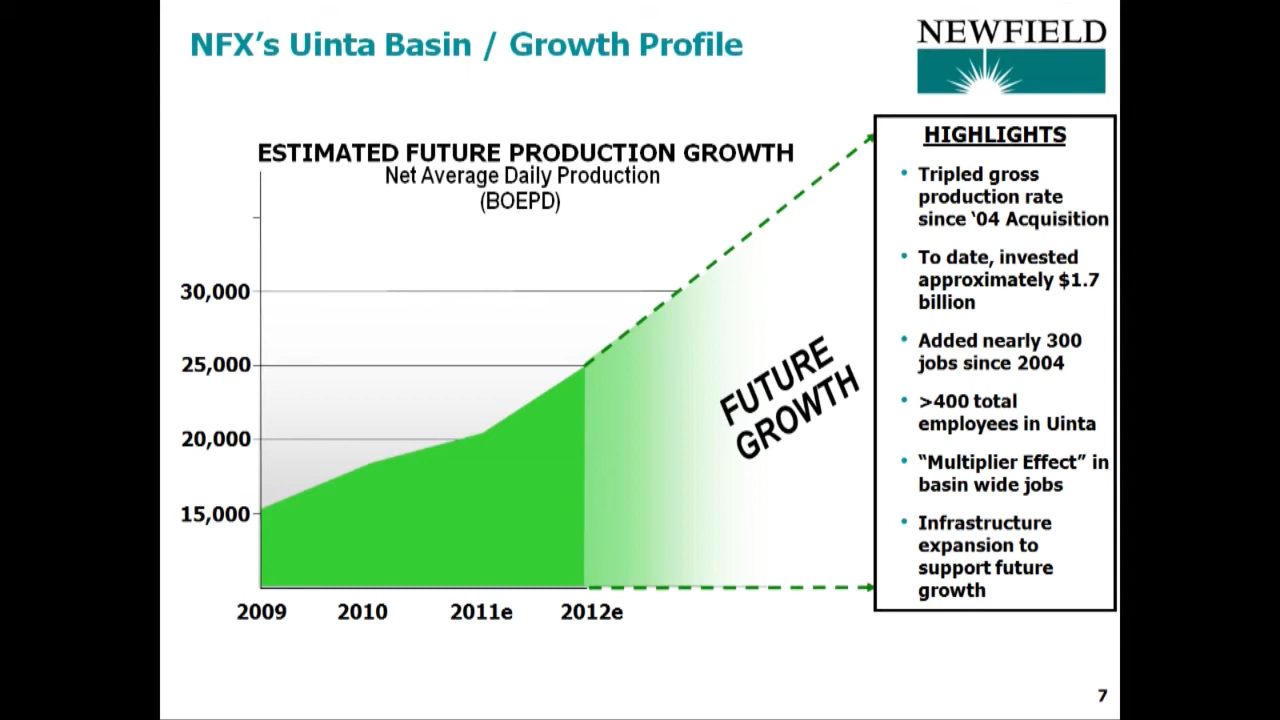 NFX’s Uinta Basin / Growth Profile
NEWFIELD
ESTIMATED FUTURE PRODUCTION GROWTH
Net Average Daily Production
(BOEPD)
30,000
25,000
20,000
15,000
2009
2010
2011e
2012e
FUTURE
GROWTH
HIGHLIGHTS
• Tripled gross
production rate
since ‘04 Acquisition
• To date, invested
approximately $1.7
billion
• Added nearly 300
jobs since 2004
• >400 total
employees in Uinta
• “Multiplier Effect” in
basin wide jobs
• Infrastructure
expansion to
support future
growth
7